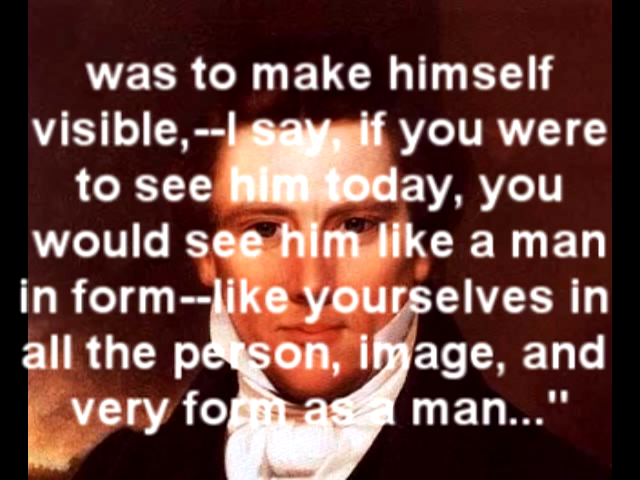 was to make himself
visible,--I say, if you were
to see him today, you
would see him like a man
in form--like yourselves in
all the person, image, and
very form as a man..."